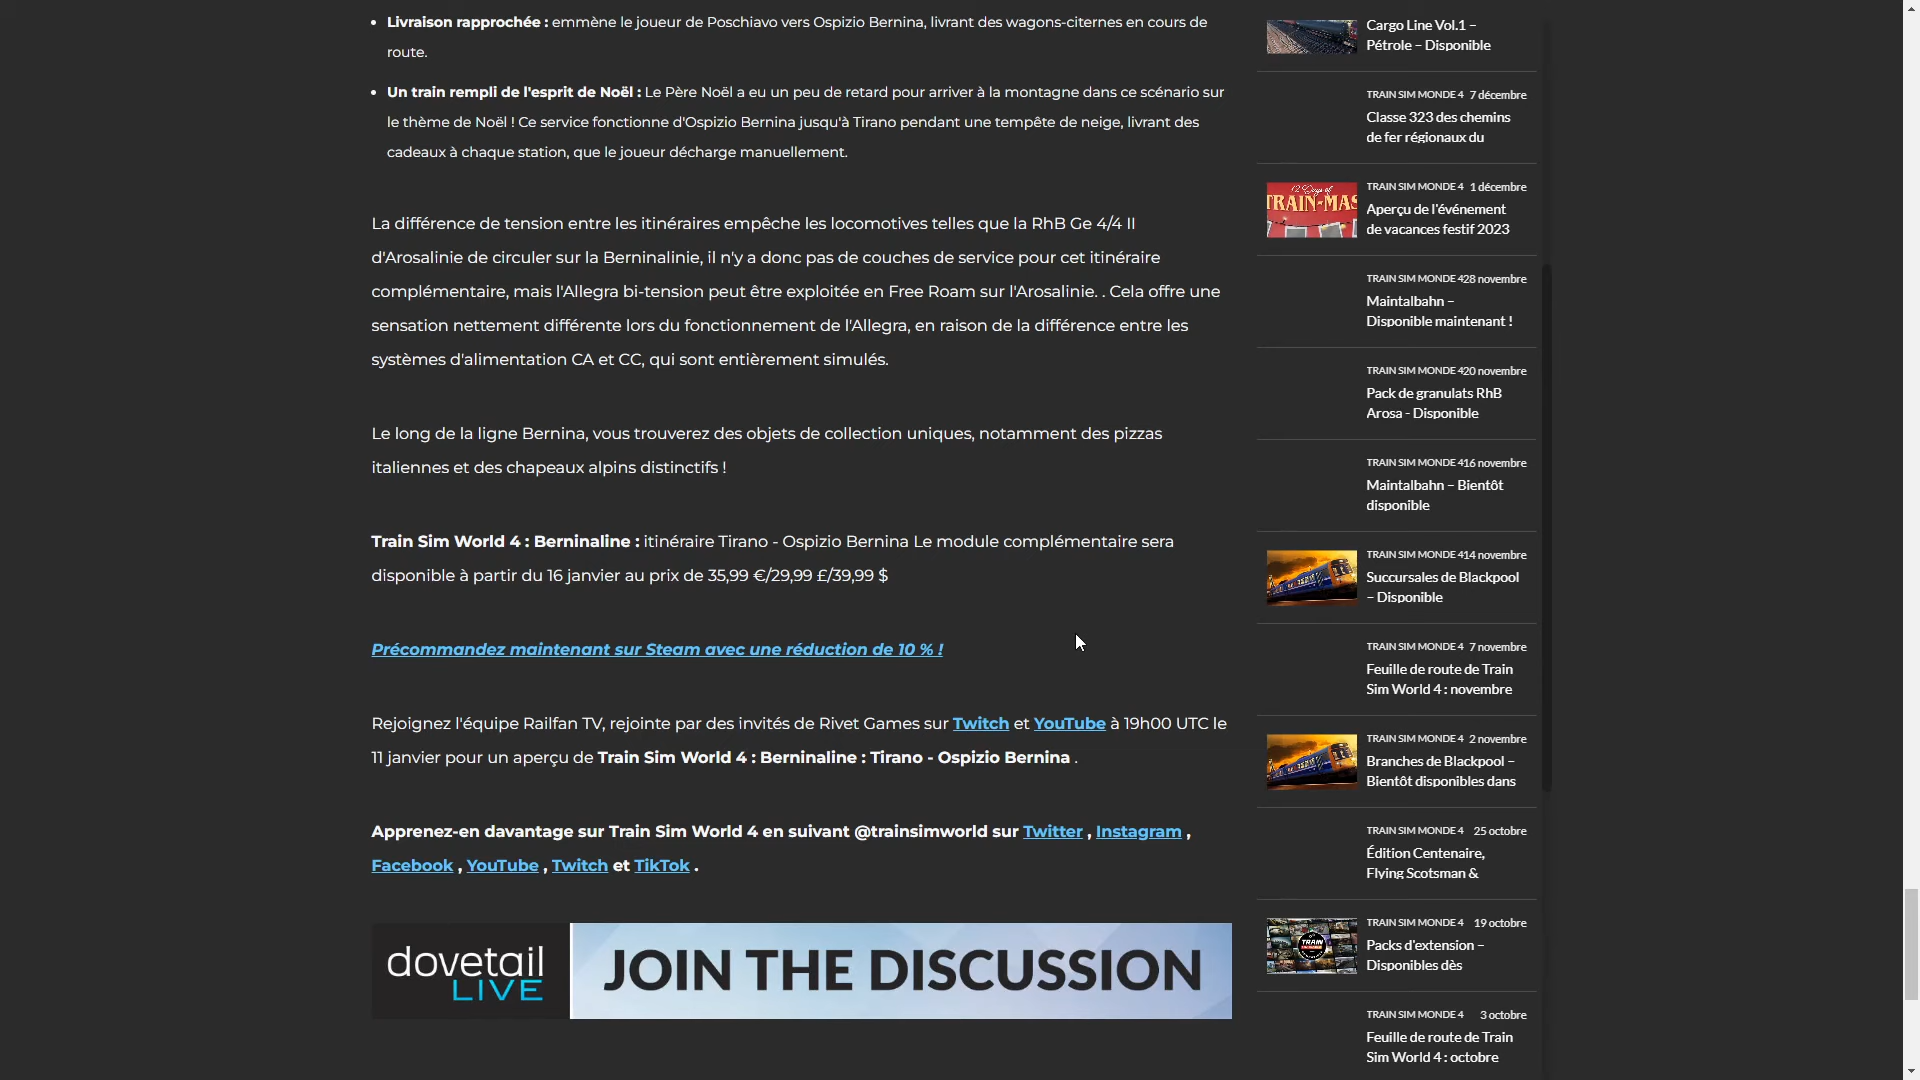 Livraison rapprochée : emmène le joueur de Poschiavo vers Ospizio Bernina, livrant des wagons-citernes en cours de
route.
Un train rempli de l'esprit de Noël : Le Père Noël a eu un peu de retard pour arriver à la montagne dans ce scénario sur
le thème de Noël ! Ce service fonctionne d'Ospizio Bernina jusqu'à Tirano pendant une tempête de neige, livrant des
cadeaux à chaque station, que le joueur décharge manuellement.
La différence de tension entre les itinéraires empêche les locomotives telles que la RhB Ge 4/4 II
d'Arosalinie de circuler sur la Berninalinie, il n'y a donc pas de couches de service pour cet itinéraire
complémentaire, mais l'Allegra bi-tension peut être exploitée en Free Roam sur l'Arosalinie. . Cela offre une
sensation nettement différente lors du fonctionnement de l'Allegra, en raison de la différence entre les
systèmes d'alimentation CA et CC, qui sont entièrement simulés.
Le long de la ligne Bernina, vous trouverez des objets de collection uniques, notamment des pizzas
italiennes et des chapeaux alpins distinctifs !
Train Sim World 4 : Berninaline : itinéraire Tirano - Ospizio Bernina Le module complémentaire sera
disponible à partir du 16 janvier au prix de 35,99 €/29,99 £/39,99 $
Précommandez maintenant sur Steam avec une réduction de 10 % !
Rejoignez l'équipe Railfan TV, rejointe par des invités de Rivet Games sur Twitch et YouTube à 19h00 UTC le
11 janvier pour un aperçu de Train Sim World 4 : Berninaline : Tirano - Ospizio Bernina .
Apprenez-en davantage sur Train Sim World 4 en suivant @trainsimworld sur Twitter , Instagram ,
Facebook , YouTube , Twitch et TikTok .
dovetail
LIVE
JOIN THE DISCUSSION
Cargo Line Vol.1 –
Pétrole – Disponible
TRAIN SIM MONDE 4 7 décembre
Classe 323 des chemins
de fer régionaux du
12 Days of
TRAIN-MAS
TRAIN SIM MONDE 4 1 décembre
Aperçu de l'événement
de vacances festif 2023
TRAIN SIM MONDE 4 28 novembre
Maintalbahn –
Disponible maintenant !
TRAIN SIM MONDE 4 20 novembre
Pack de granulats RhB
Arosa - Disponible
TRAIN SIM MONDE 4 16 novembre
Maintalbahn – Bientôt
disponible
TRAIN SIM MONDE 4 14 novembre
Succursales de Blackpool
– Disponible
TRAIN SIM MONDE 4 7 novembre
Feuille de route de Train
Sim World 4 : novembre
TRAIN SIM MONDE 4 2 novembre
Branches de Blackpool –
Bientôt disponibles dans
TRAIN SIM MONDE 4 25 octobre
Édition Centenaire,
Flying Scotsman &
TRAIN
TRAIN SIM MONDE 4 19 octobre
Packs d'extension –
Disponibles dès
TRAIN SIM MONDE 4 3 octobre
Feuille de route de Train
Sim World 4 : octobre